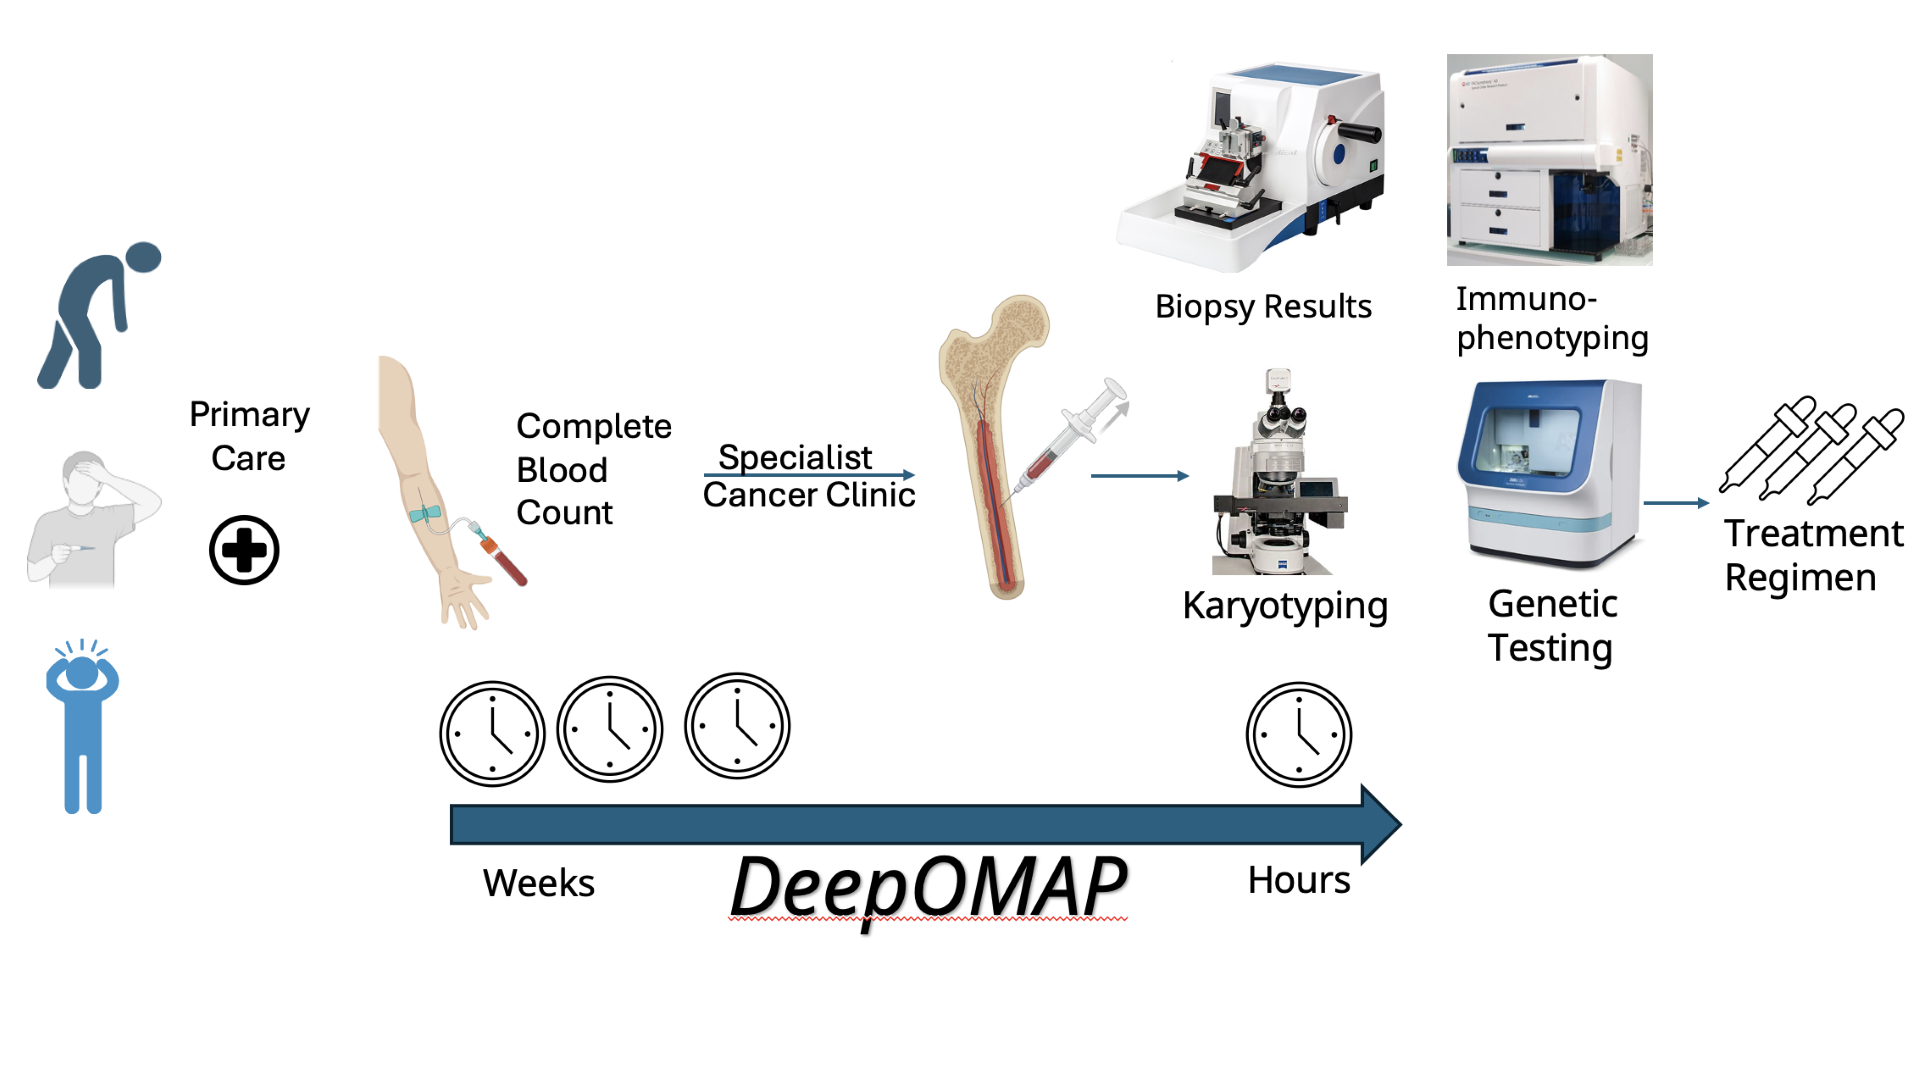 Primary
Care
Complete
Blood
Count
Specialist
Cancer Clinic
Biopsy Results
Immuno-
phenotyping
Karyotyping
Genetic
Testing
Treatment
Regimen
Weeks
DeepOMAP
Hours